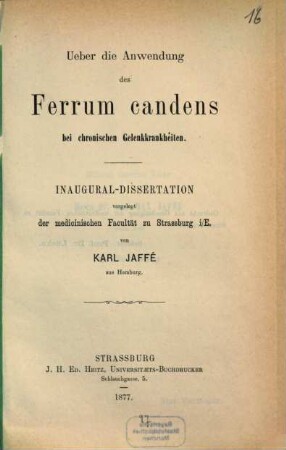 16
Ueber die Anwendung
des
Ferrum candens
bei chronischen Gelenkkrankheiten.
INAUGURAL-DISSERTATION
vorgelegt
der medicinischen Facultät zu Strassburg i/E.
von
KARL JAFFÉ
aus Hamburg.
STRASSBURG
J. H. Ed. Heitz, Universitæts-Buchdrucker
Schlauchgasse. 5.
1877.